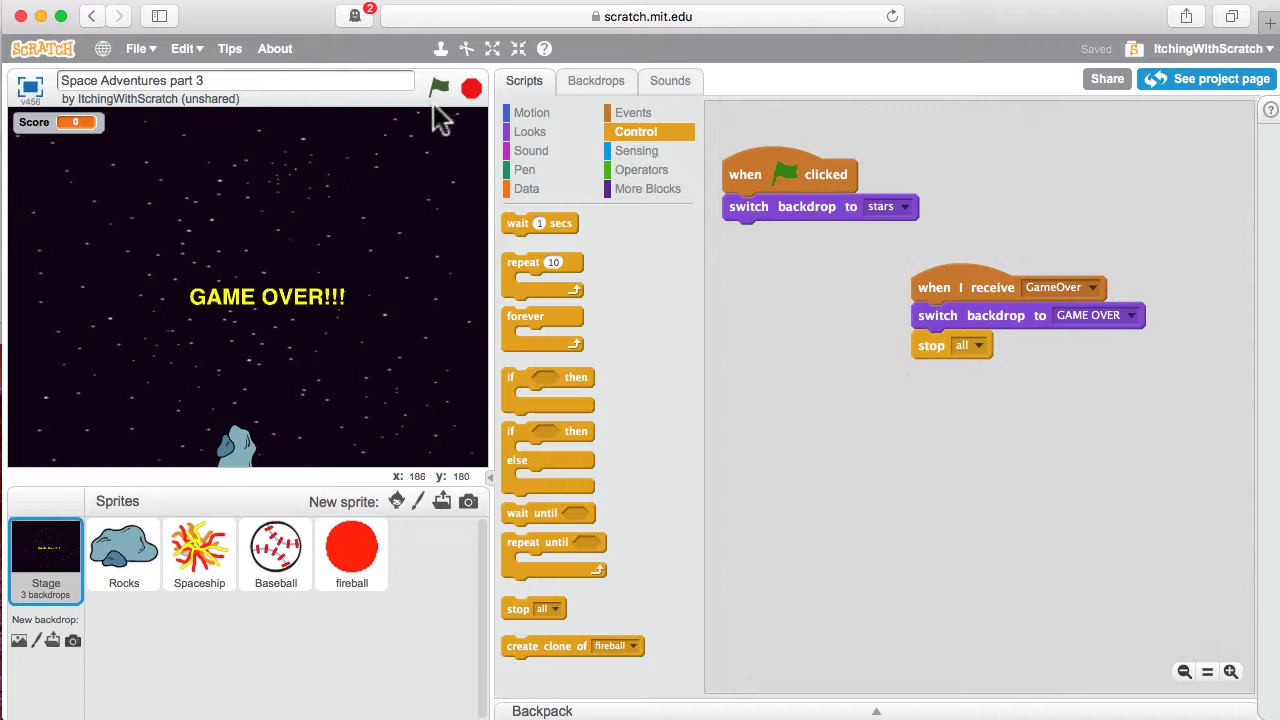 2
scratch.mit.edu
SCRATCH
File
Edit
Tips
About
Saved
ItchingWithScratch
Space Adventures part 3
by ItchingWithScratch (unshared)
v456
Scripts
Backdrops
Sounds
Share
See project page
Score 0
GAME OVER!!!
x: 186 y: 180
Motion
Events
Looks
Control
Sound
Sensing
Pen
Operators
Data
More Blocks
wait 1 secs
repeat 10
forever
if then
if then
else
wait until
repeat until
stop all
create clone of fireball
when clicked
switch backdrop to stars
when I receive GameOver
switch backdrop to GAME OVER
stop all
Sprites
New sprite:
Stage
3 backdrops
New backdrop:
Rocks
Spaceship
Baseball
fireball
Backpack